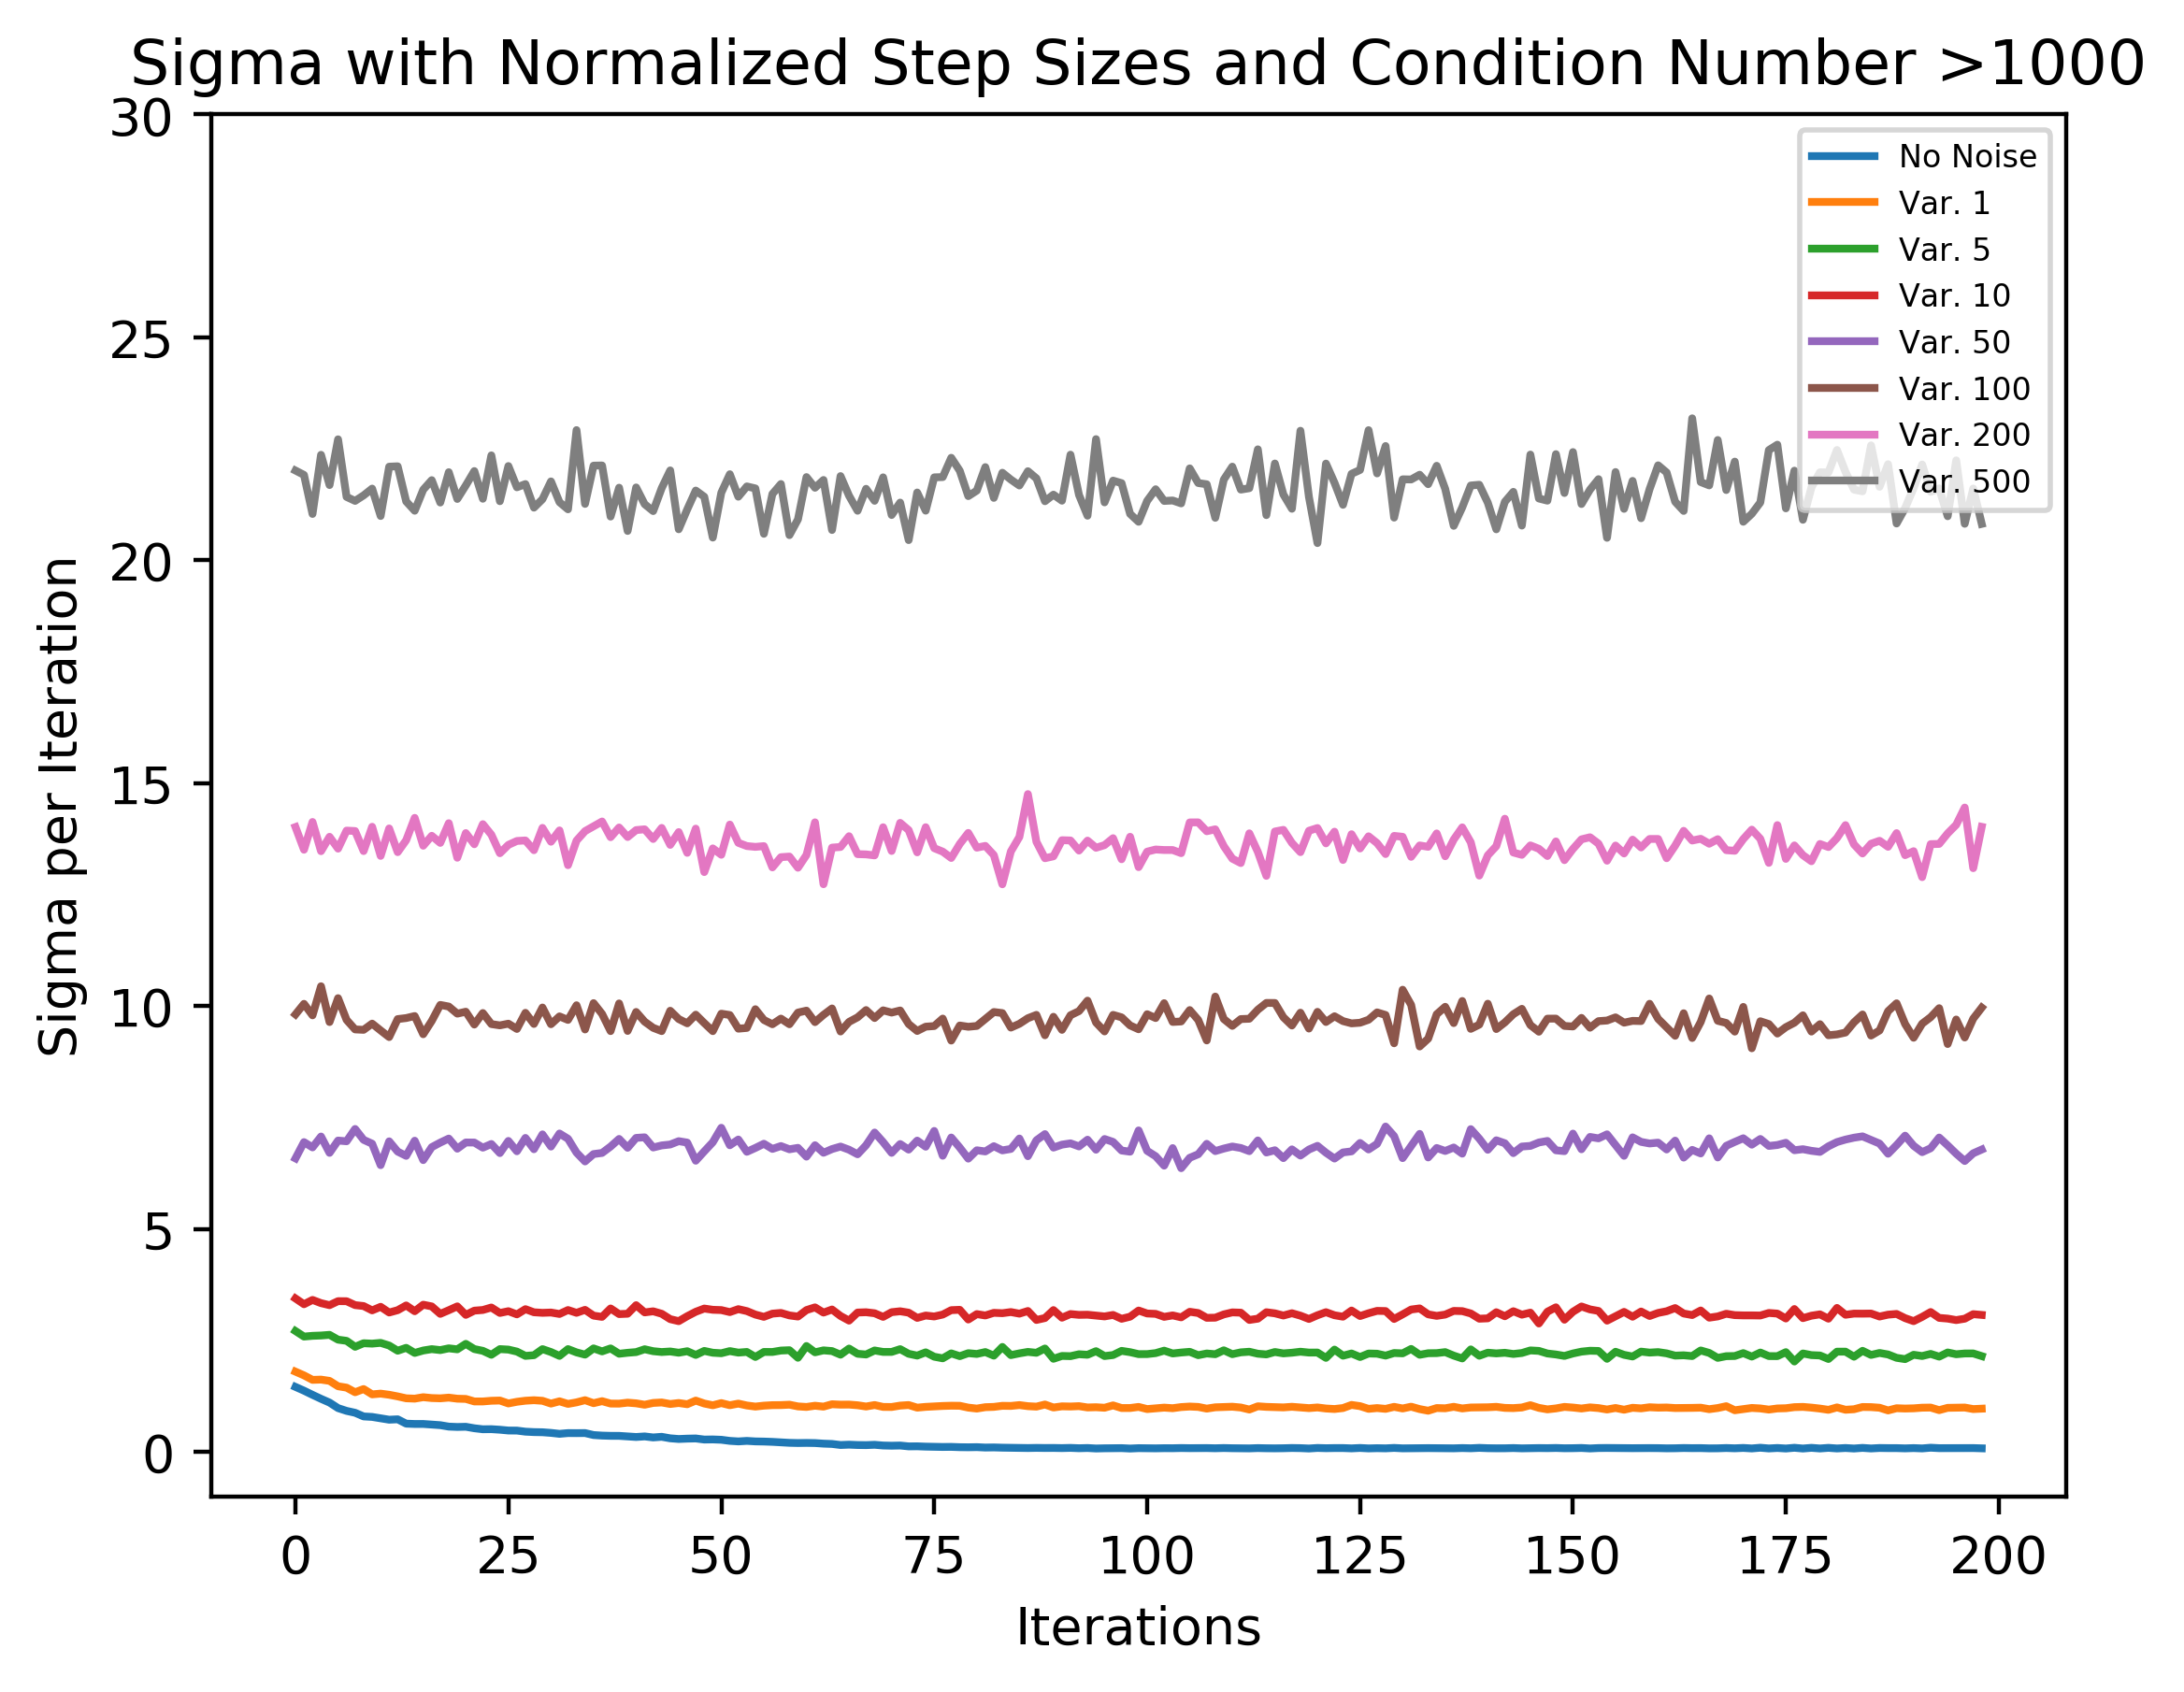 Sigma with Normalized Step Sizes and Condition Number >1000
30
25
20
15
10
5
0
Sigma per Iteration
No Noise
Var. 1
Var. 5
Var. 10
Var. 50
Var. 100
Var. 200
Var. 500
0 25 50 75 100 125 150 175 200
Iterations